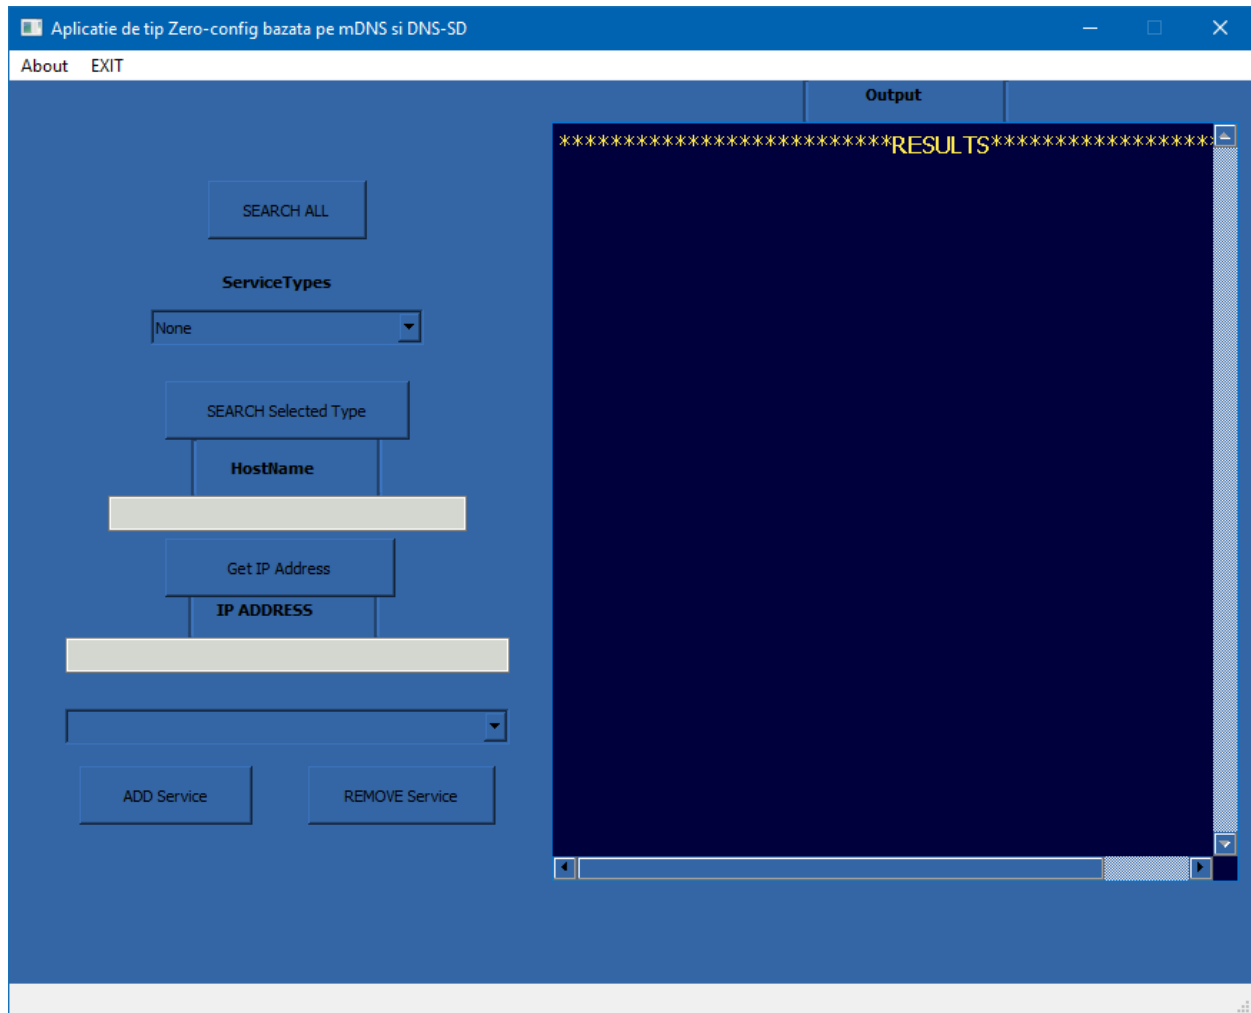 Aplicatie de tip Zero-config bazata pe mDNS si DNS-SD
About EXIT
Output
***************************RESULTS******************
SEARCH ALL
ServiceTypes
None
SEARCH Selected Type
HostName
Get IP Address
IP ADDRESS
ADD Service REMOVE Service